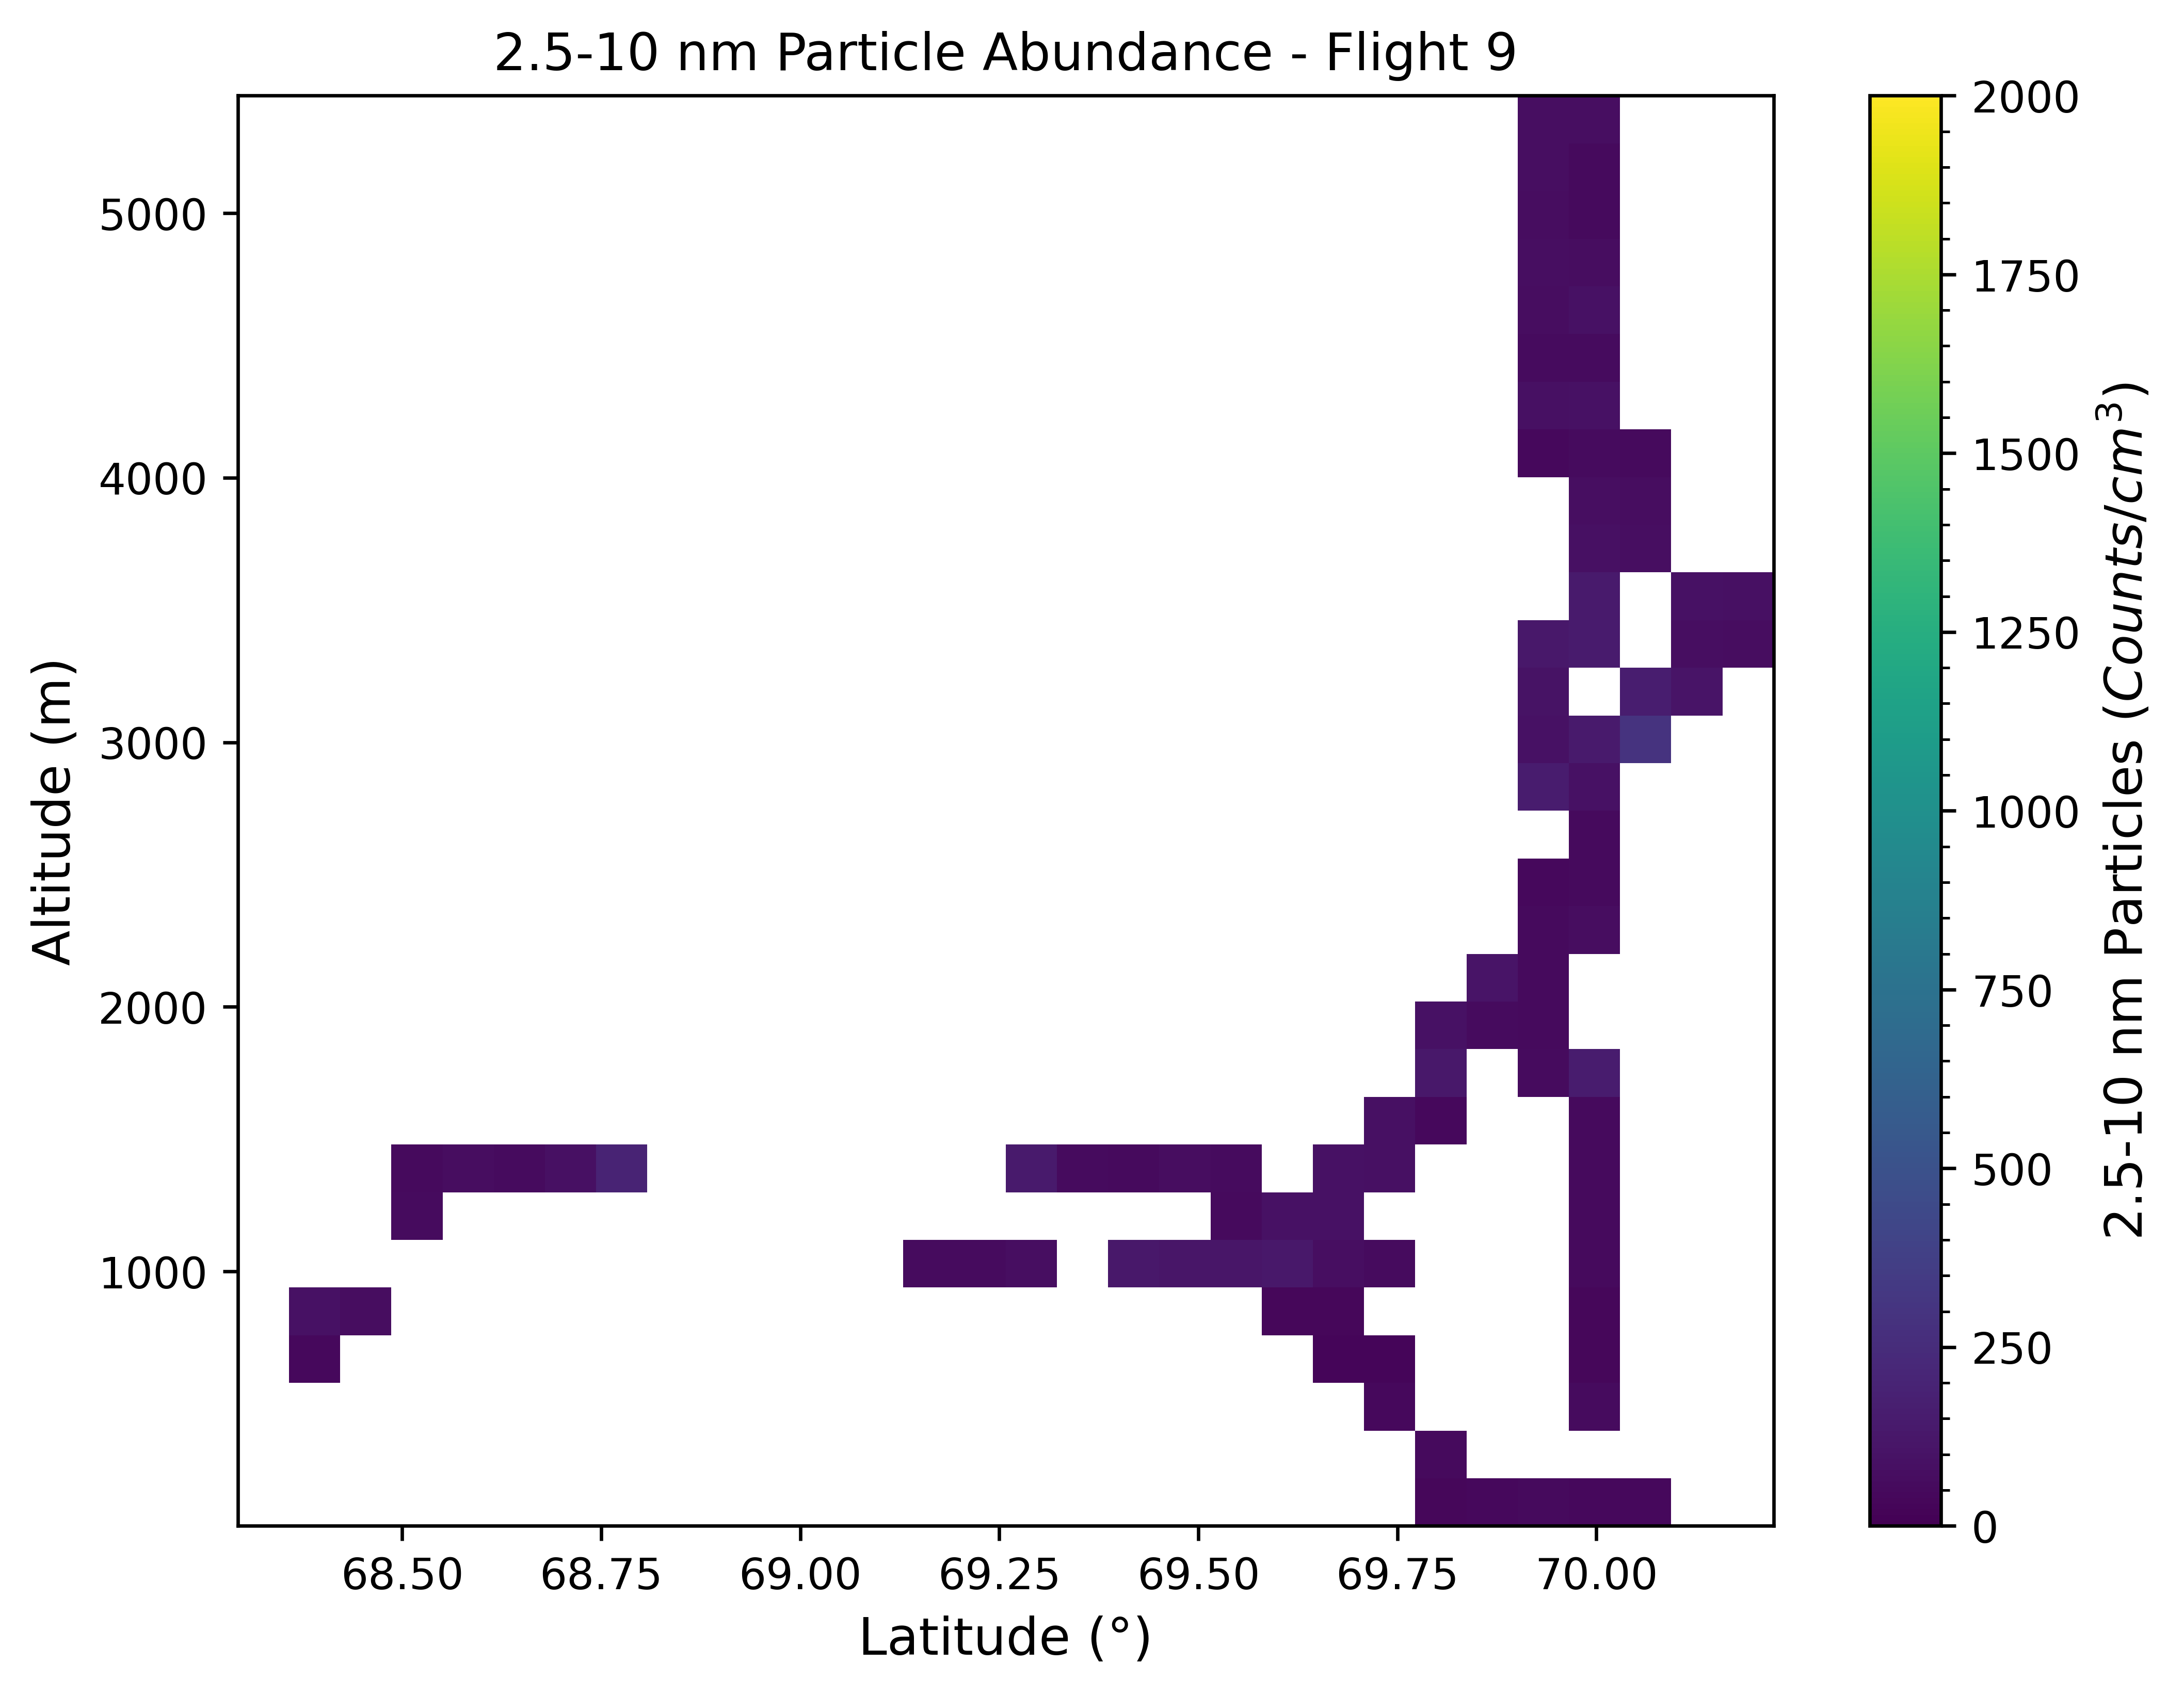 2.5-10 nm Particle Abundance - Flight 9
5000
4000
3000
2000
1000
Altitude (m)
68.50 68.75 69.00 69.25 69.50 69.75 70.00
Latitude (°)
2000
1750
1500
1250
1000
750
500
250
0
2.5-10 nm Particles (Counts/cm³)